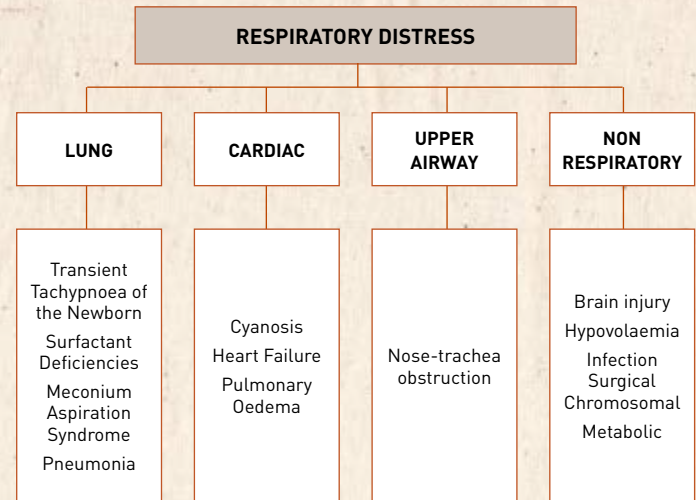 RESPIRATORY DISTRESS
LUNG
CARDIAC
UPPER
AIRWAY
NON
RESPIRATORY
Transient
Tachypnoea of
the Newborn
Surfactant
Deficiencies
Meconium
Aspiration
Syndrome
Pneumonia
Cyanosis
Heart Failure
Pulmonary
Oedema
Nose-trachea
obstruction
Brain injury
Hypovolaemia
Infection
Surgical
Chromosomal
Metabolic